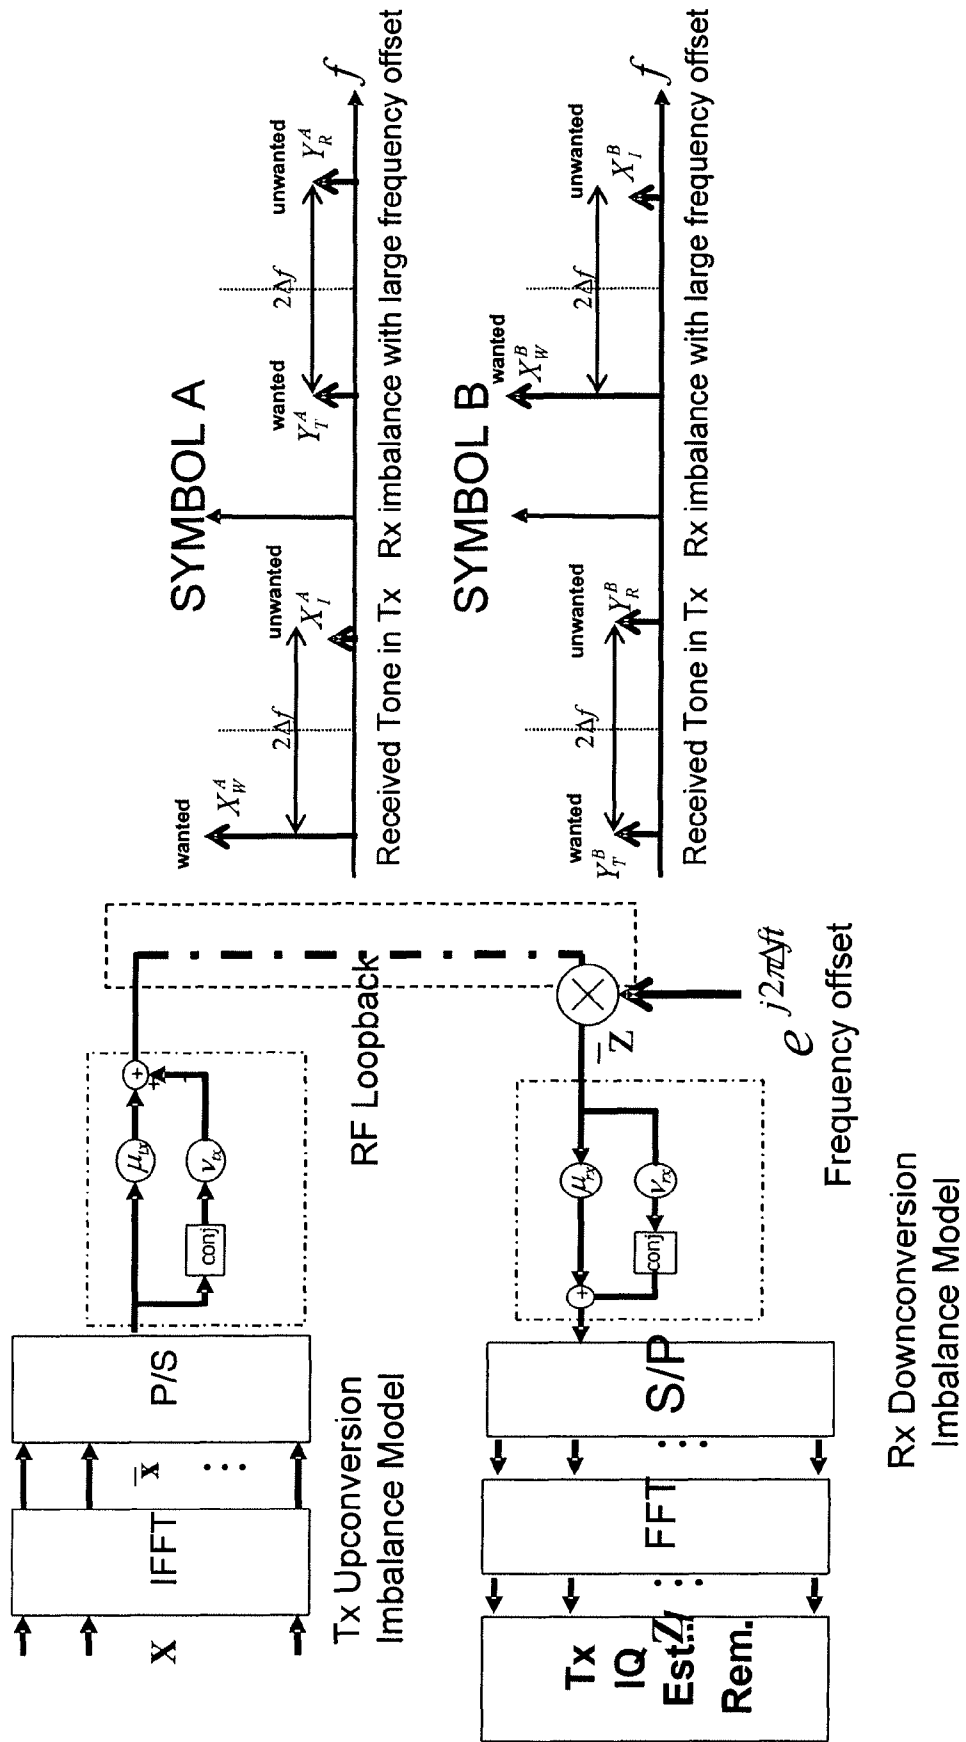 X
IFFT
x̄
P/S
conj
μ_tx
ν_tx
+
+
Tx Upconversion
Imbalance Model
RF Loopback
Z̄
e^{j2πΔft}
Frequency offset
μ_rx
ν_rx
conj
+
S/P
FFT
Z
Tx
IQ
Est..
Rem.
Rx Downconversion
Imbalance Model
SYMBOL A
wanted
X_W^A
2Δf
unwanted
X_I^A
wanted
Y_T^A
2Δf
unwanted
Y_R^A
f
Received Tone in Tx Rx imbalance with large frequency offset
SYMBOL B
wanted
Y_T^B
2Δf
unwanted
Y_R^B
wanted
X_W^B
2Δf
unwanted
X_I^B
f
Received Tone in Tx Rx imbalance with large frequency offset